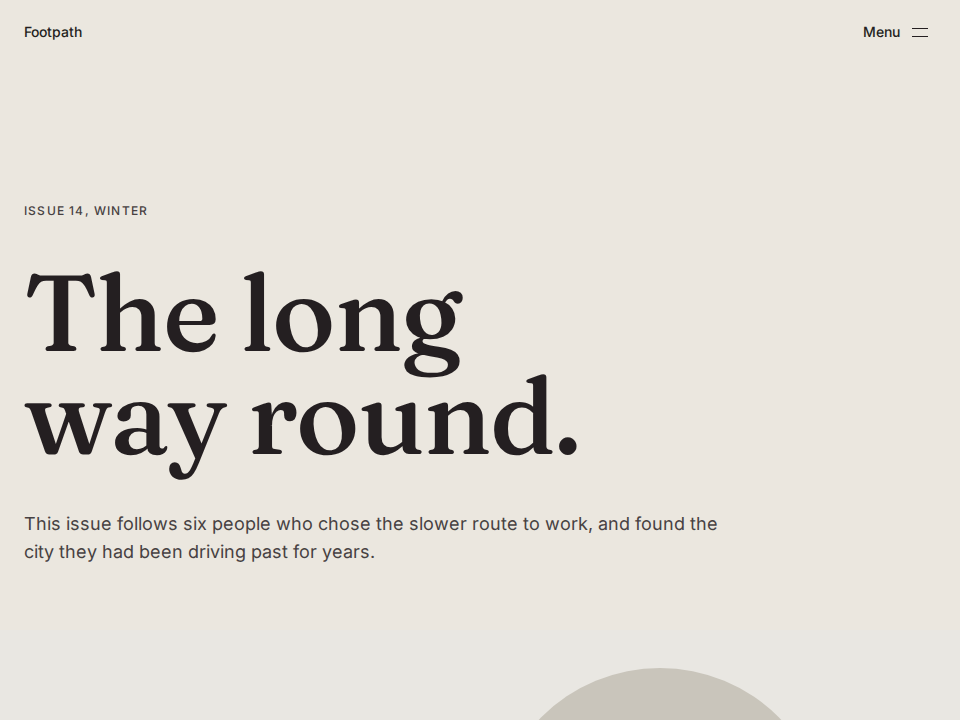 Footpath
Menu
ISSUE 14, WINTER
The long
way round.
This issue follows six people who chose the slower route to work, and found the
city they had been driving past for years.